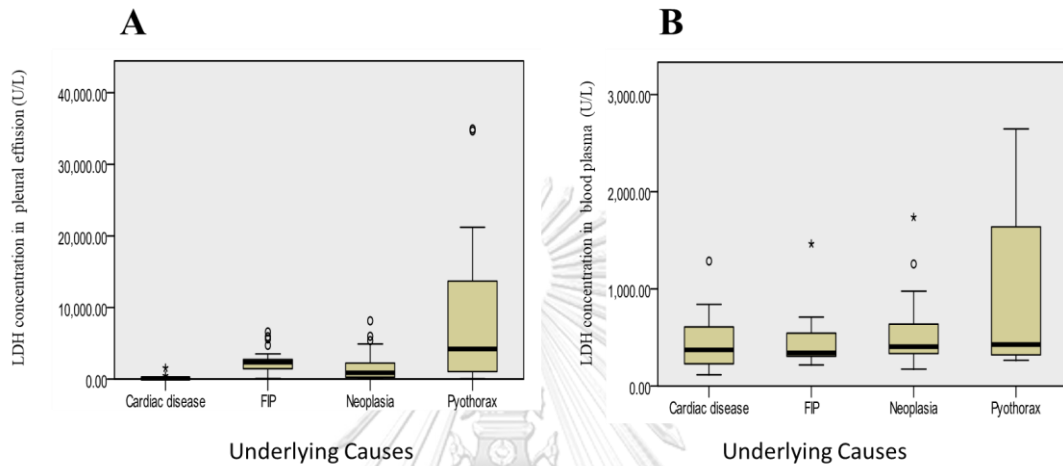 A
LDH concentration in pleural effusion (U/L)
40,000.00
30,000.00
20,000.00
10,000.00
0.00
Cardiac disease FIP Neoplasia Pyothorax
Underlying Causes
B
LDH concentration in blood plasma (U/L)
3,000.00
2,000.00
1,000.00
0.00
Cardiac disease FIP Neoplasia Pyothorax
Underlying Causes